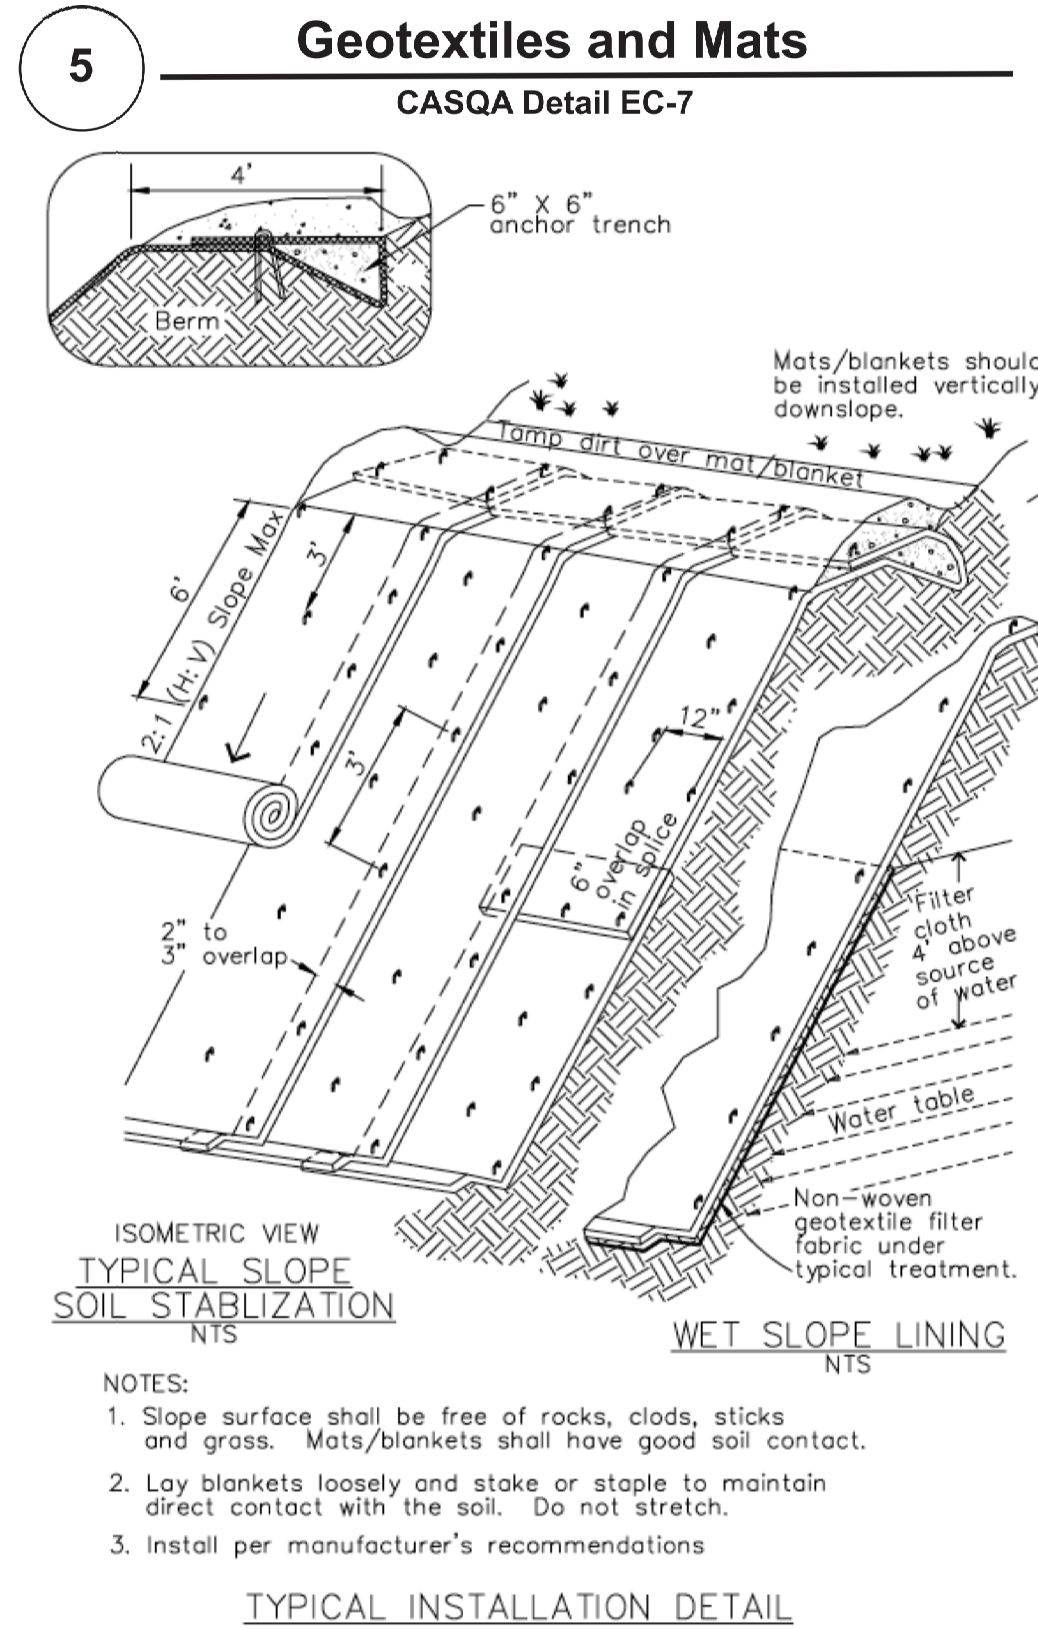 5
Geotextiles and Mats
CASQA Detail EC-7
4'
6" X 6"
anchor trench
Berm
Mats/blankets should
be installed vertically
downslope.
Tamp dirt over mat/blanket
6'
2:1 (H:V) Slope Max
3'
3'
12"
6"
overlap
in splice
2" to
3" overlap
Filter
cloth
4' above
source
of water
Water table
Non-woven
geotextile filter
fabric under
typical treatment.
ISOMETRIC VIEW
TYPICAL SLOPE
SOIL STABLIZATION
NTS
WET SLOPE LINING
NTS
NOTES:
1. Slope surface shall be free of rocks, clods, sticks
and grass. Mats/blankets shall have good soil contact.
2. Lay blankets loosely and stake or staple to maintain
direct contact with the soil. Do not stretch.
3. Install per manufacturer's recommendations
TYPICAL INSTALLATION DETAIL